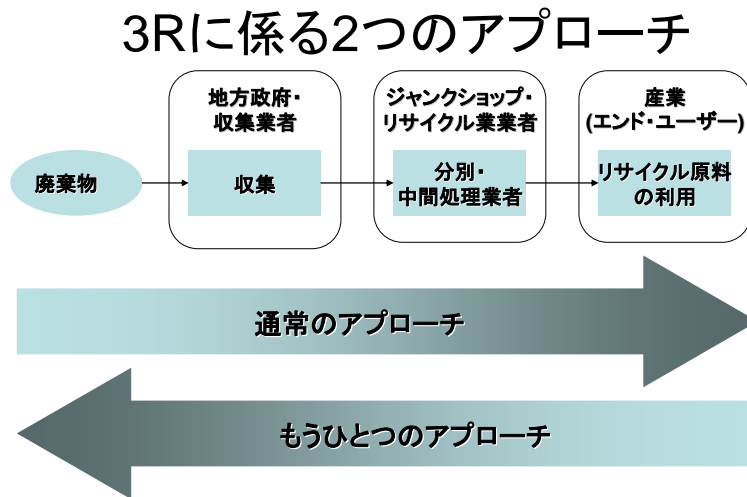 3Rに係る2つのアプローチ
地方政府・
収集業者
ジャンクショップ・
リサイクル業業者
産業
(エンド・ユーザー)
廃棄物
収集
分別・
中間処理業者
リサイクル原料
の利用
通常のアプローチ
もうひとつのアプローチ